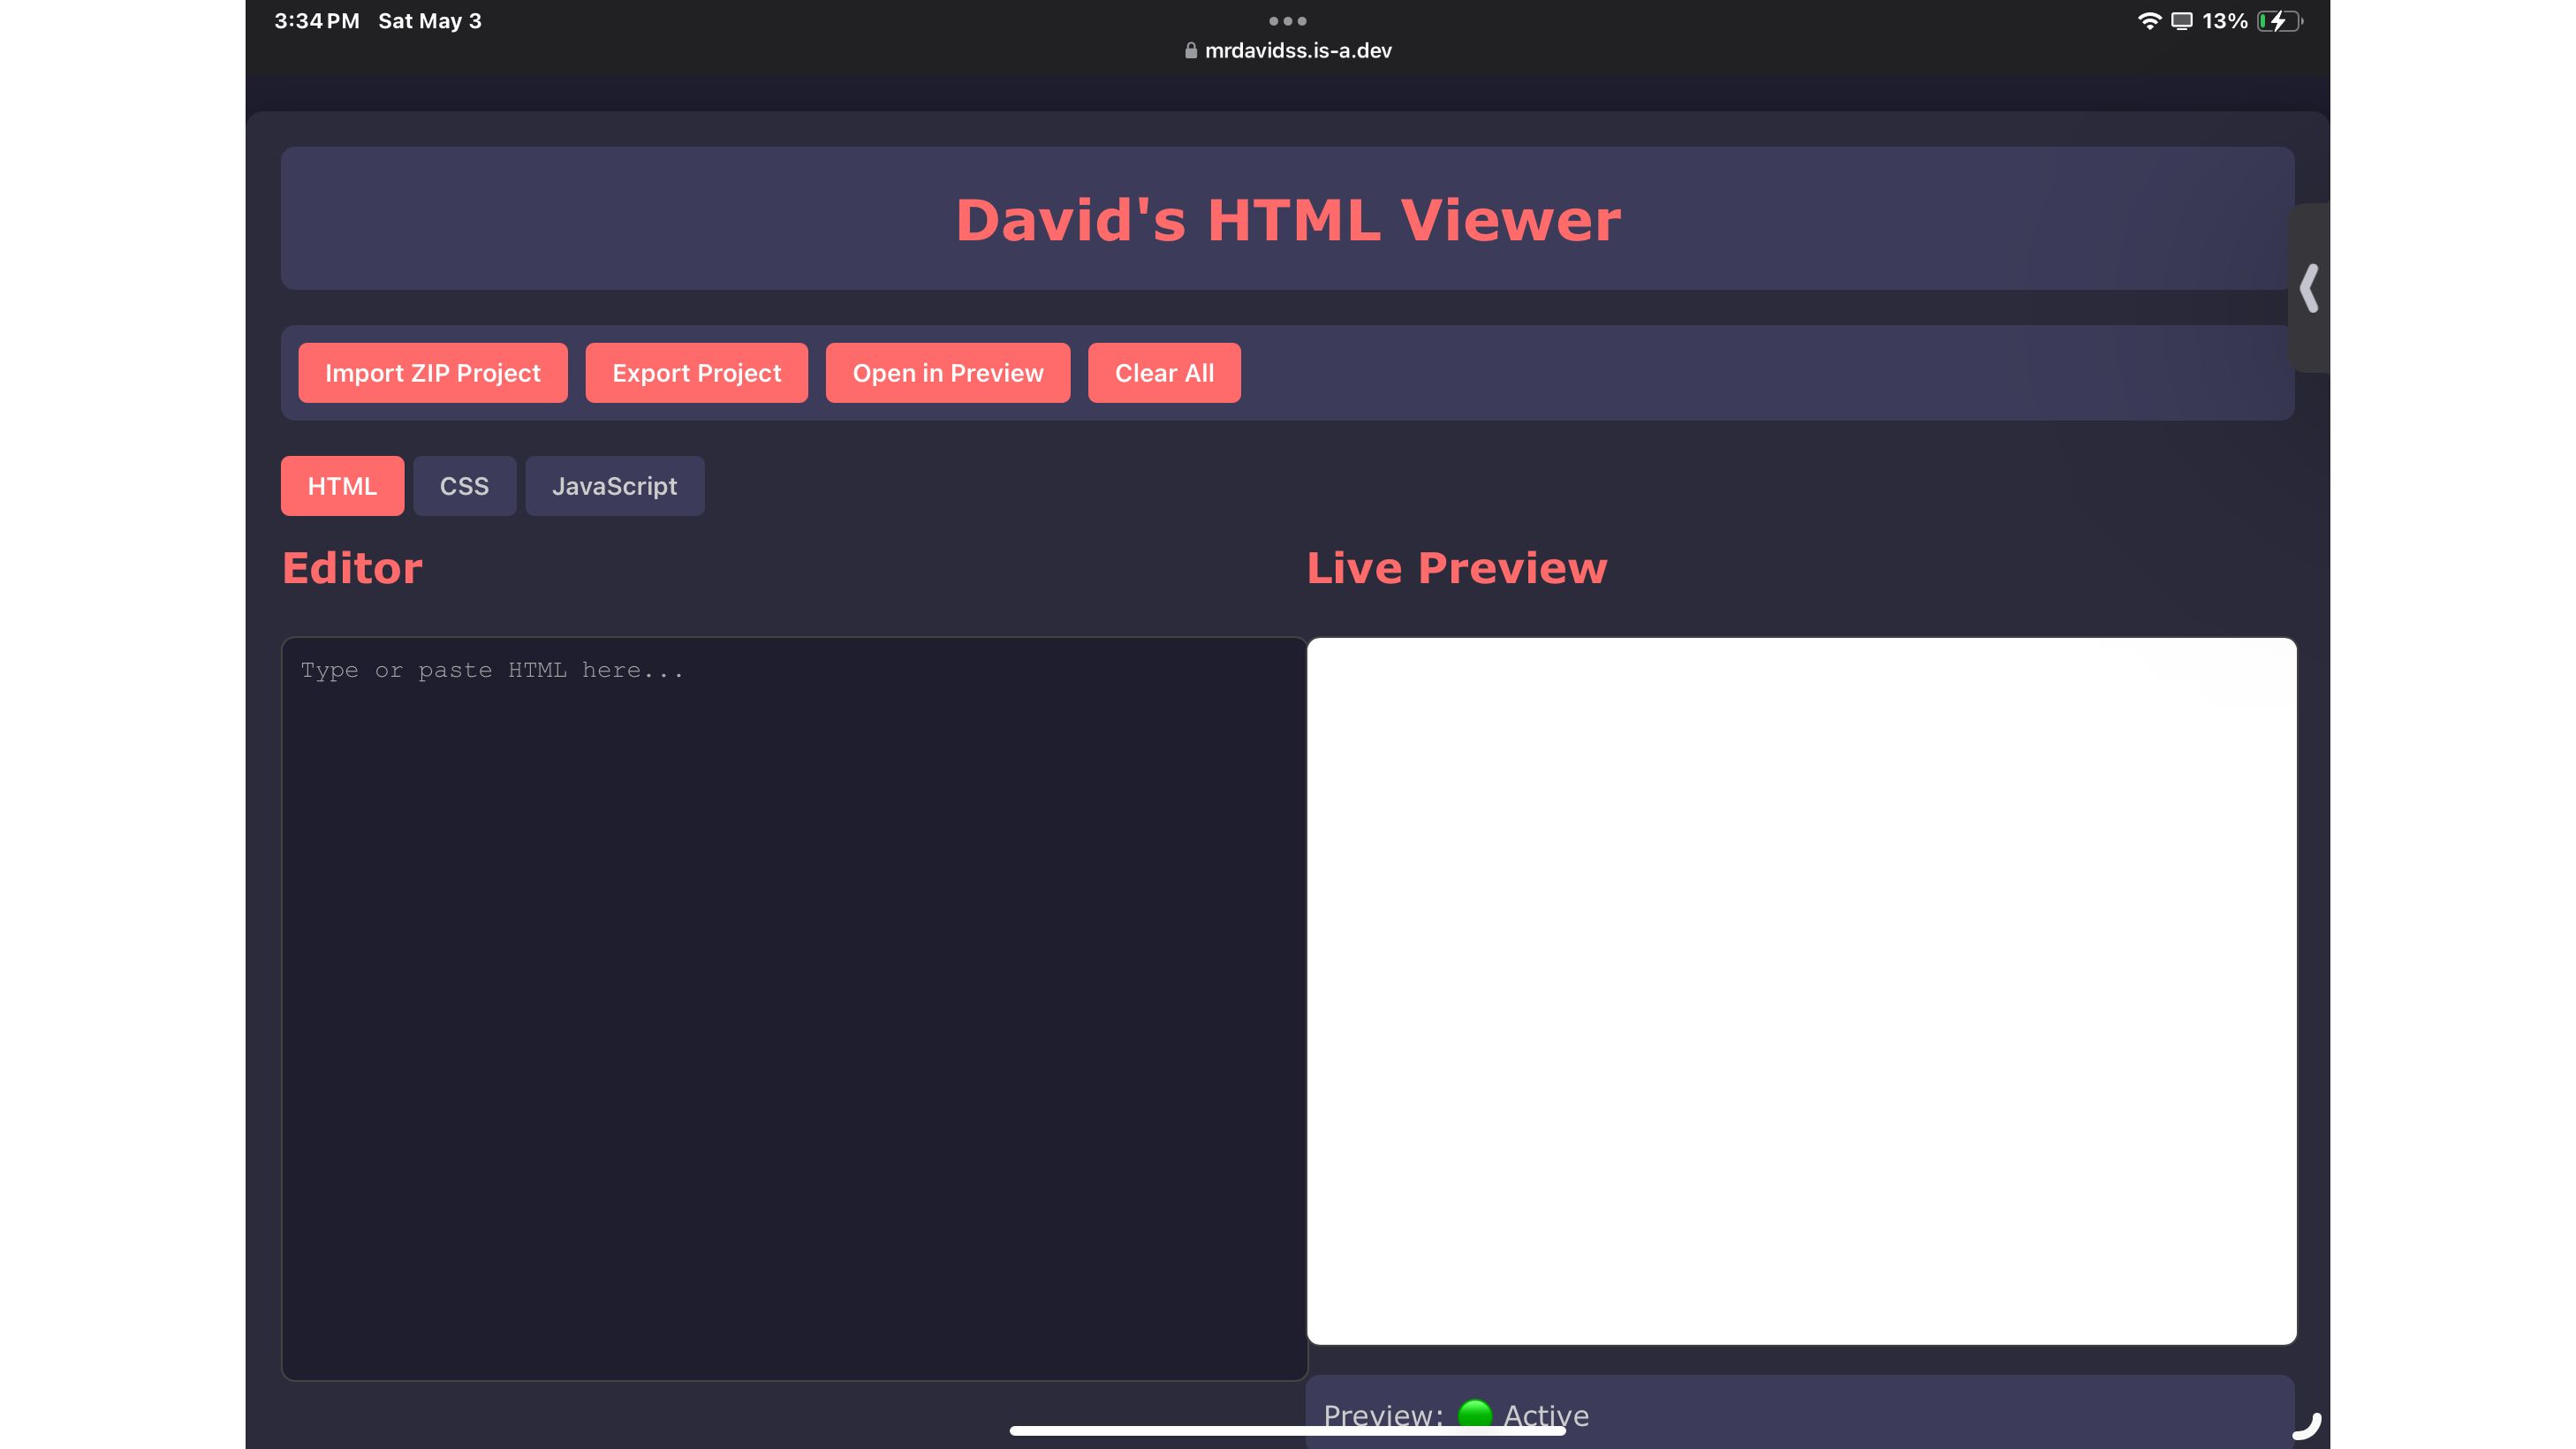 3:34 PM Sat May 3
13%
mrdavidss.is-a.dev
David's HTML Viewer
Import ZIP Project Export Project Open in Preview Clear All
HTML CSS JavaScript
Editor Live Preview
Type or paste HTML here...
Preview: Active